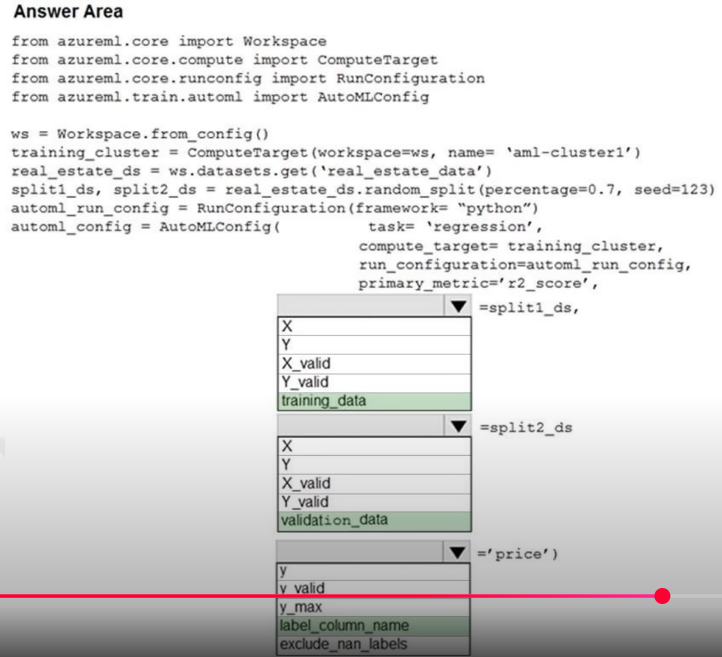 Answer Area
from azureml.core import Workspace
from azureml.core.compute import ComputeTarget
from azureml.core.runconfig import RunConfiguration
from azureml.train.automl import AutoMLConfig
ws = Workspace.from_config()
training_cluster = ComputeTarget(workspace=ws, name= ‘aml-cluster1’)
real_estate_ds = ws.datasets.get(‘real_estate_data’)
split1_ds, split2_ds = real_estate_ds.random_split(percentage=0.7, seed=123)
automl_run_config = RunConfiguration(framework= “python”)
automl_config = AutoMLConfig( task= ‘regression’,
compute_target= training_cluster,
run_configuration=automl_run_config,
primary_metric=’r2_score’,
=split1_ds,
X
Y
X_valid
Y_valid
training_data
=split2_ds
X
Y
X_valid
Y_valid
validation_data
=’price’)
y
y_valid
y_max
label_column_name
exclude_nan_labels